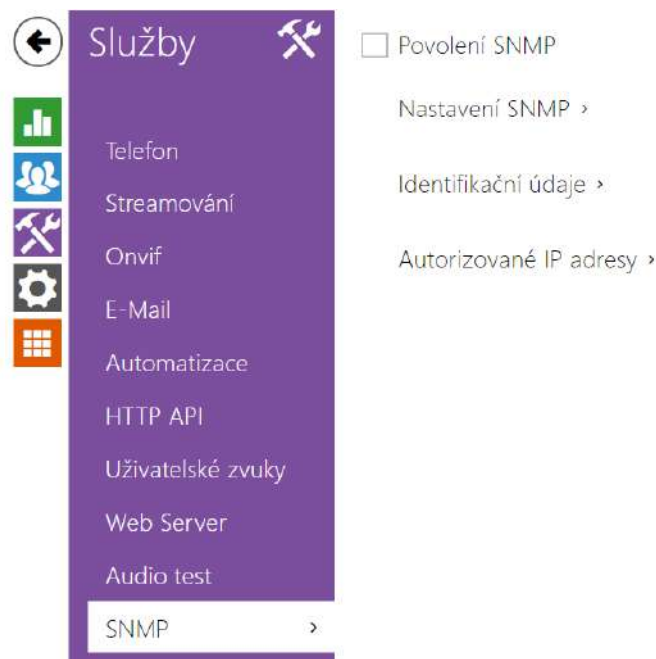 Služby
Telefon
Streamování
Onvif
E-Mail
Automatizace
HTTP API
Uživatelské zvuky
Web Server
Audio test
SNMP ›
Povolení SNMP
Nastavení SNMP ›
Identifikační údaje ›
Autorizované IP adresy ›